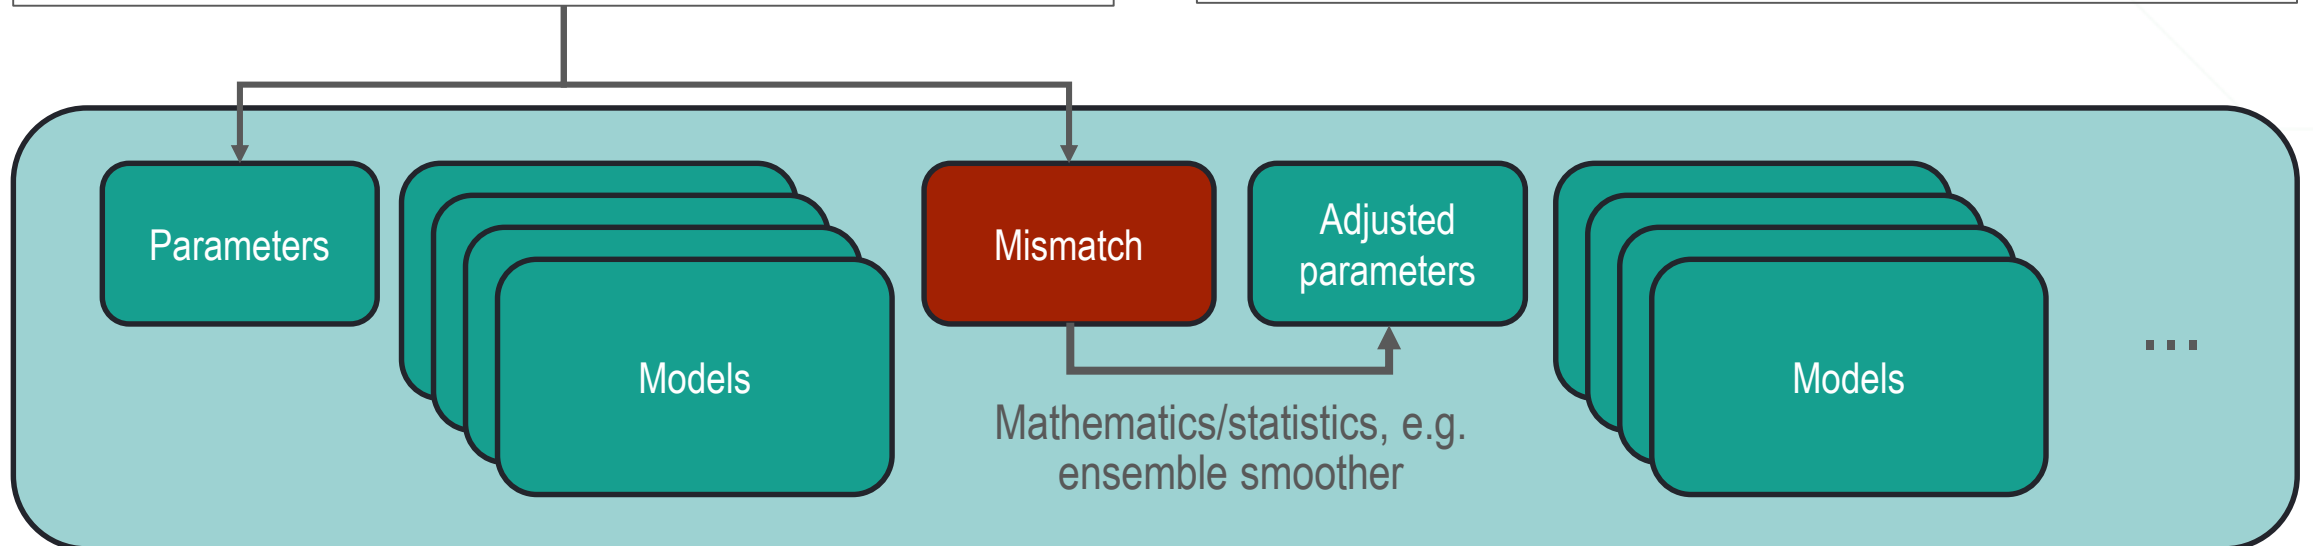 Parameters
Models
Mismatch
Adjusted
parameters
Mathematics/statistics, e.g.
ensemble smoother
Models
...